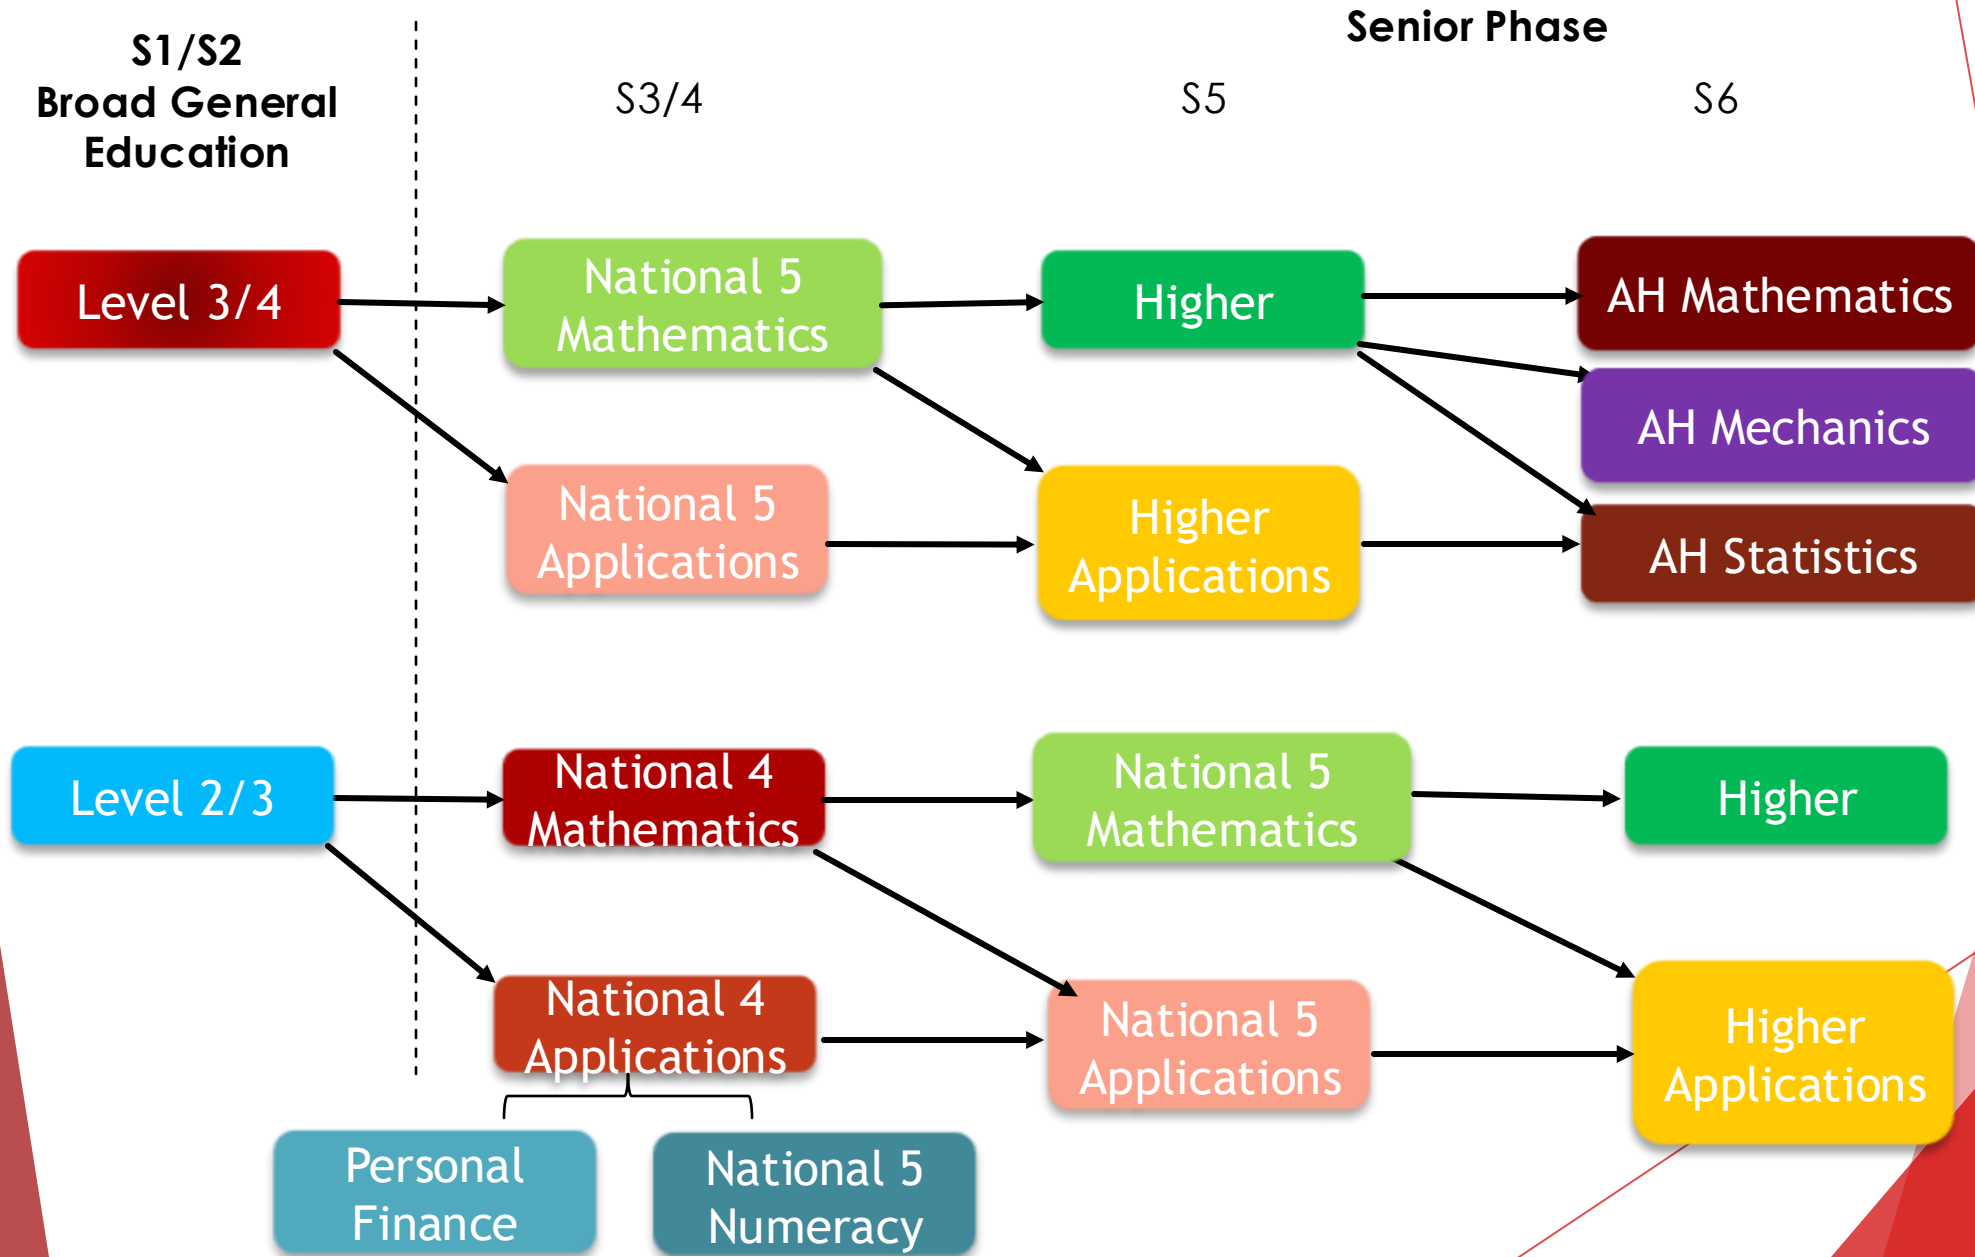 Senior Phase
S1/S2
Broad General
Education
S3/4
S5
S6
Level 3/4
National 5
Mathematics
Higher
AH Mathematics
AH Mechanics
National 5
Applications
Higher
Applications
AH Statistics
Level 2/3
National 4
Mathematics
National 5
Mathematics
Higher
National 4
Applications
National 5
Applications
Higher
Applications
Personal
Finance
National 5
Numeracy